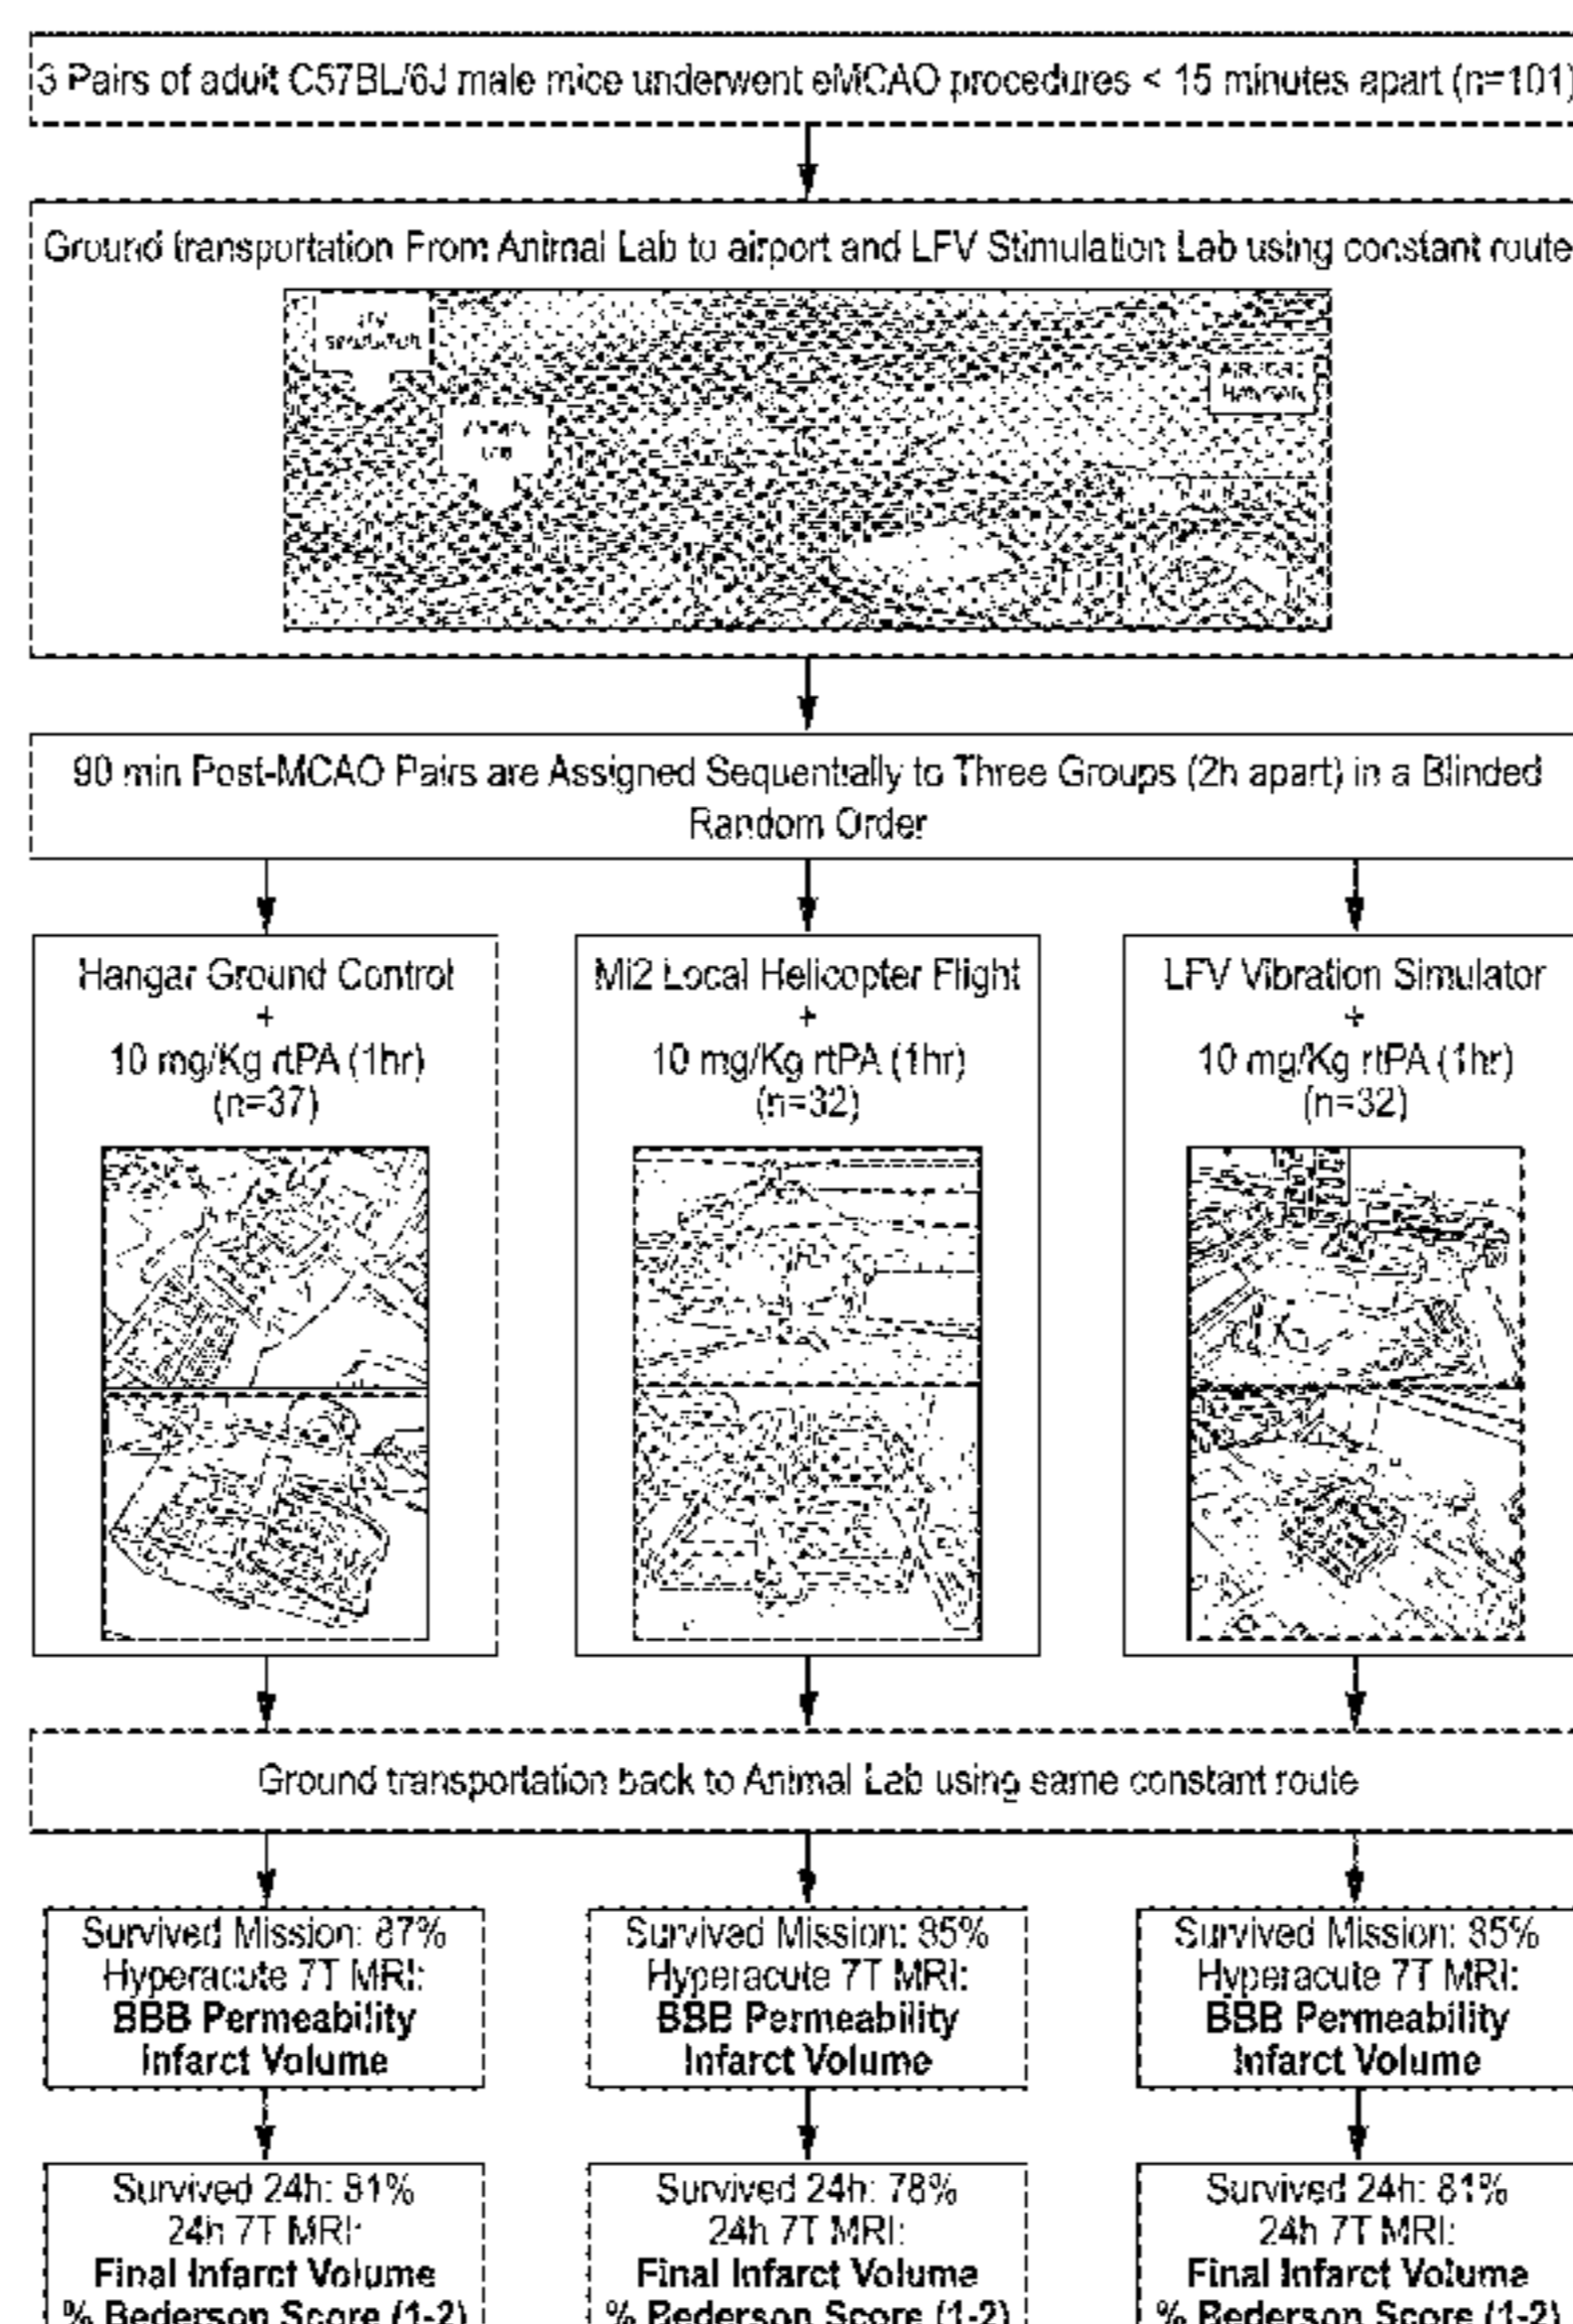 3 Pairs of adult C57BL/6J male mice underwent eMCAO procedures < 15 minutes apart (n=101)
Ground transportation From Animal Lab to airport and LFV Stimulation Lab using constant route
90 min Post-MCAO Pairs are Assigned Sequentially to Three Groups (2h apart) in a Blinded
Random Order
Hangar Ground Control
+
10 mg/Kg rtPA (1hr)
(n=37)
Mi2 Local Helicopter Flight
+
10 mg/Kg rtPA (1hr)
(n=32)
LFV Vibration Simulator
+
10 mg/Kg rtPA (1hr)
(n=32)
Ground transportation back to Animal Lab using same constant route
Survived Mission: 87%
Hyperacute 7T MRI:
BBB Permeability
Infarct Volume
Survived Mission: 85%
Hyperacute 7T MRI:
BBB Permeability
Infarct Volume
Survived Mission: 85%
Hyperacute 7T MRI:
BBB Permeability
Infarct Volume
Survived 24h: 81%
24h 7T MRI:
Final Infarct Volume
% Bederson Score (1-2)
Survived 24h: 78%
24h 7T MRI:
Final Infarct Volume
% Bederson Score (1-2)
Survived 24h: 81%
24h 7T MRI:
Final Infarct Volume
% Bederson Score (1-2)